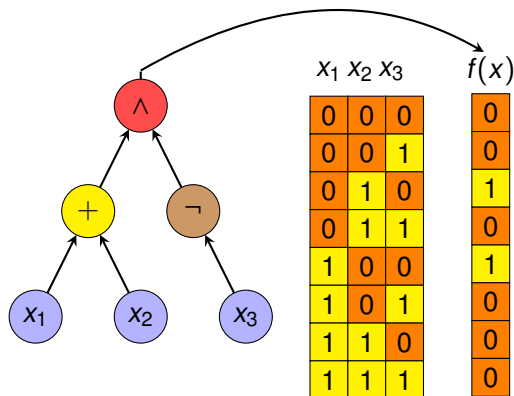 x₁ x₂ x₃ f(x)
∧
0 0 0 0
0 0 1 0
0 1 0 1
+ ¬
0 1 1 0
1 0 0 1
x₁ x₂ x₃
1 0 1 0
1 1 0 0
1 1 1 0